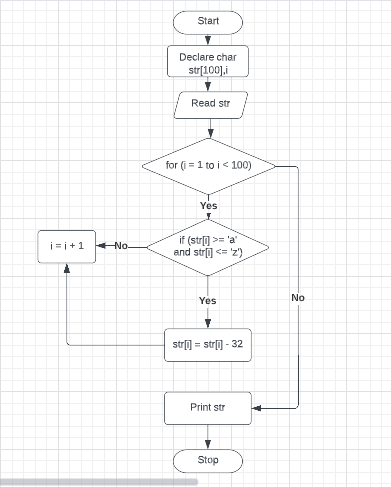 Start
Declare char
str[100],i
Read str
for (i = 1 to i < 100)
Yes
if (str[i] >= 'a'
and str[i] <= 'z')
No
i = i + 1
Yes
No
str[i] = str[i] - 32
Print str
Stop